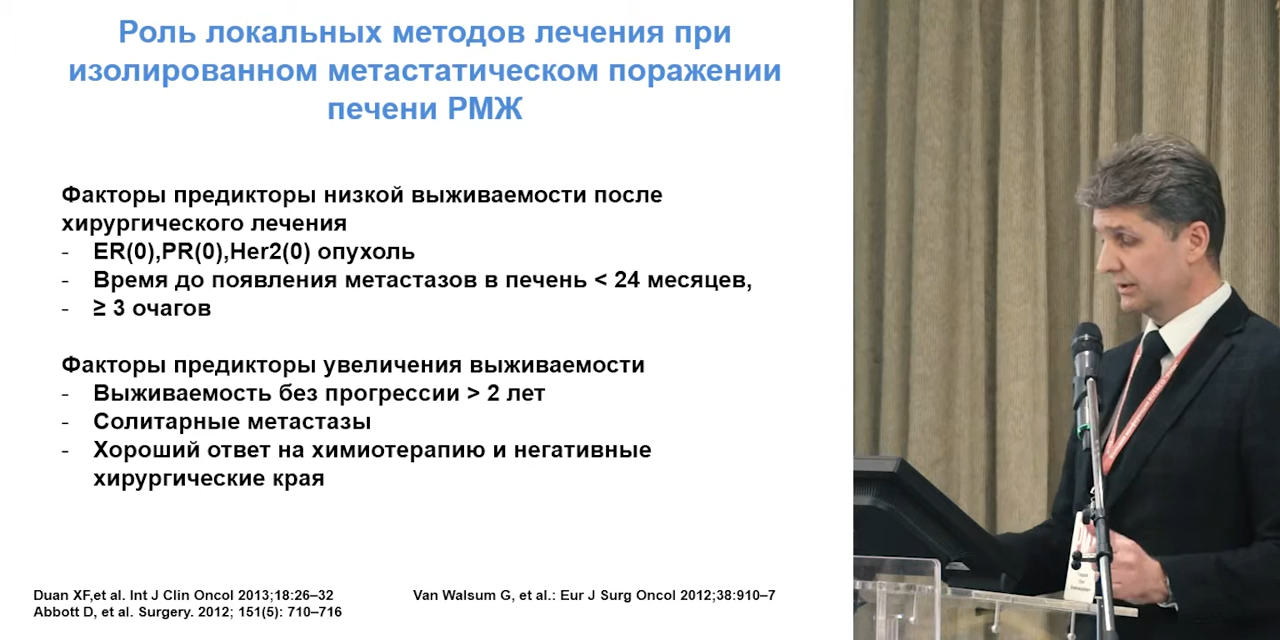 Роль локальных методов лечения при
изолированном метастатическом поражении
печени РМЖ
Факторы предикторы низкой выживаемости после
хирургического лечения
- ER(0),PR(0),Her2(0) опухоль
- Время до появления метастазов в печень < 24 месяцев,
- ≥ 3 очагов
Факторы предикторы увеличения выживаемости
- Выживаемость без прогрессии > 2 лет
- Солитарные метастазы
- Хороший ответ на химиотерапию и негативные
хирургические края
Duan XF,et al. Int J Clin Oncol 2013;18:26–32
Abbott D, et al. Surgery. 2012; 151(5): 710–716
Van Walsum G, et al.: Eur J Surg Oncol 2012;38:910–7